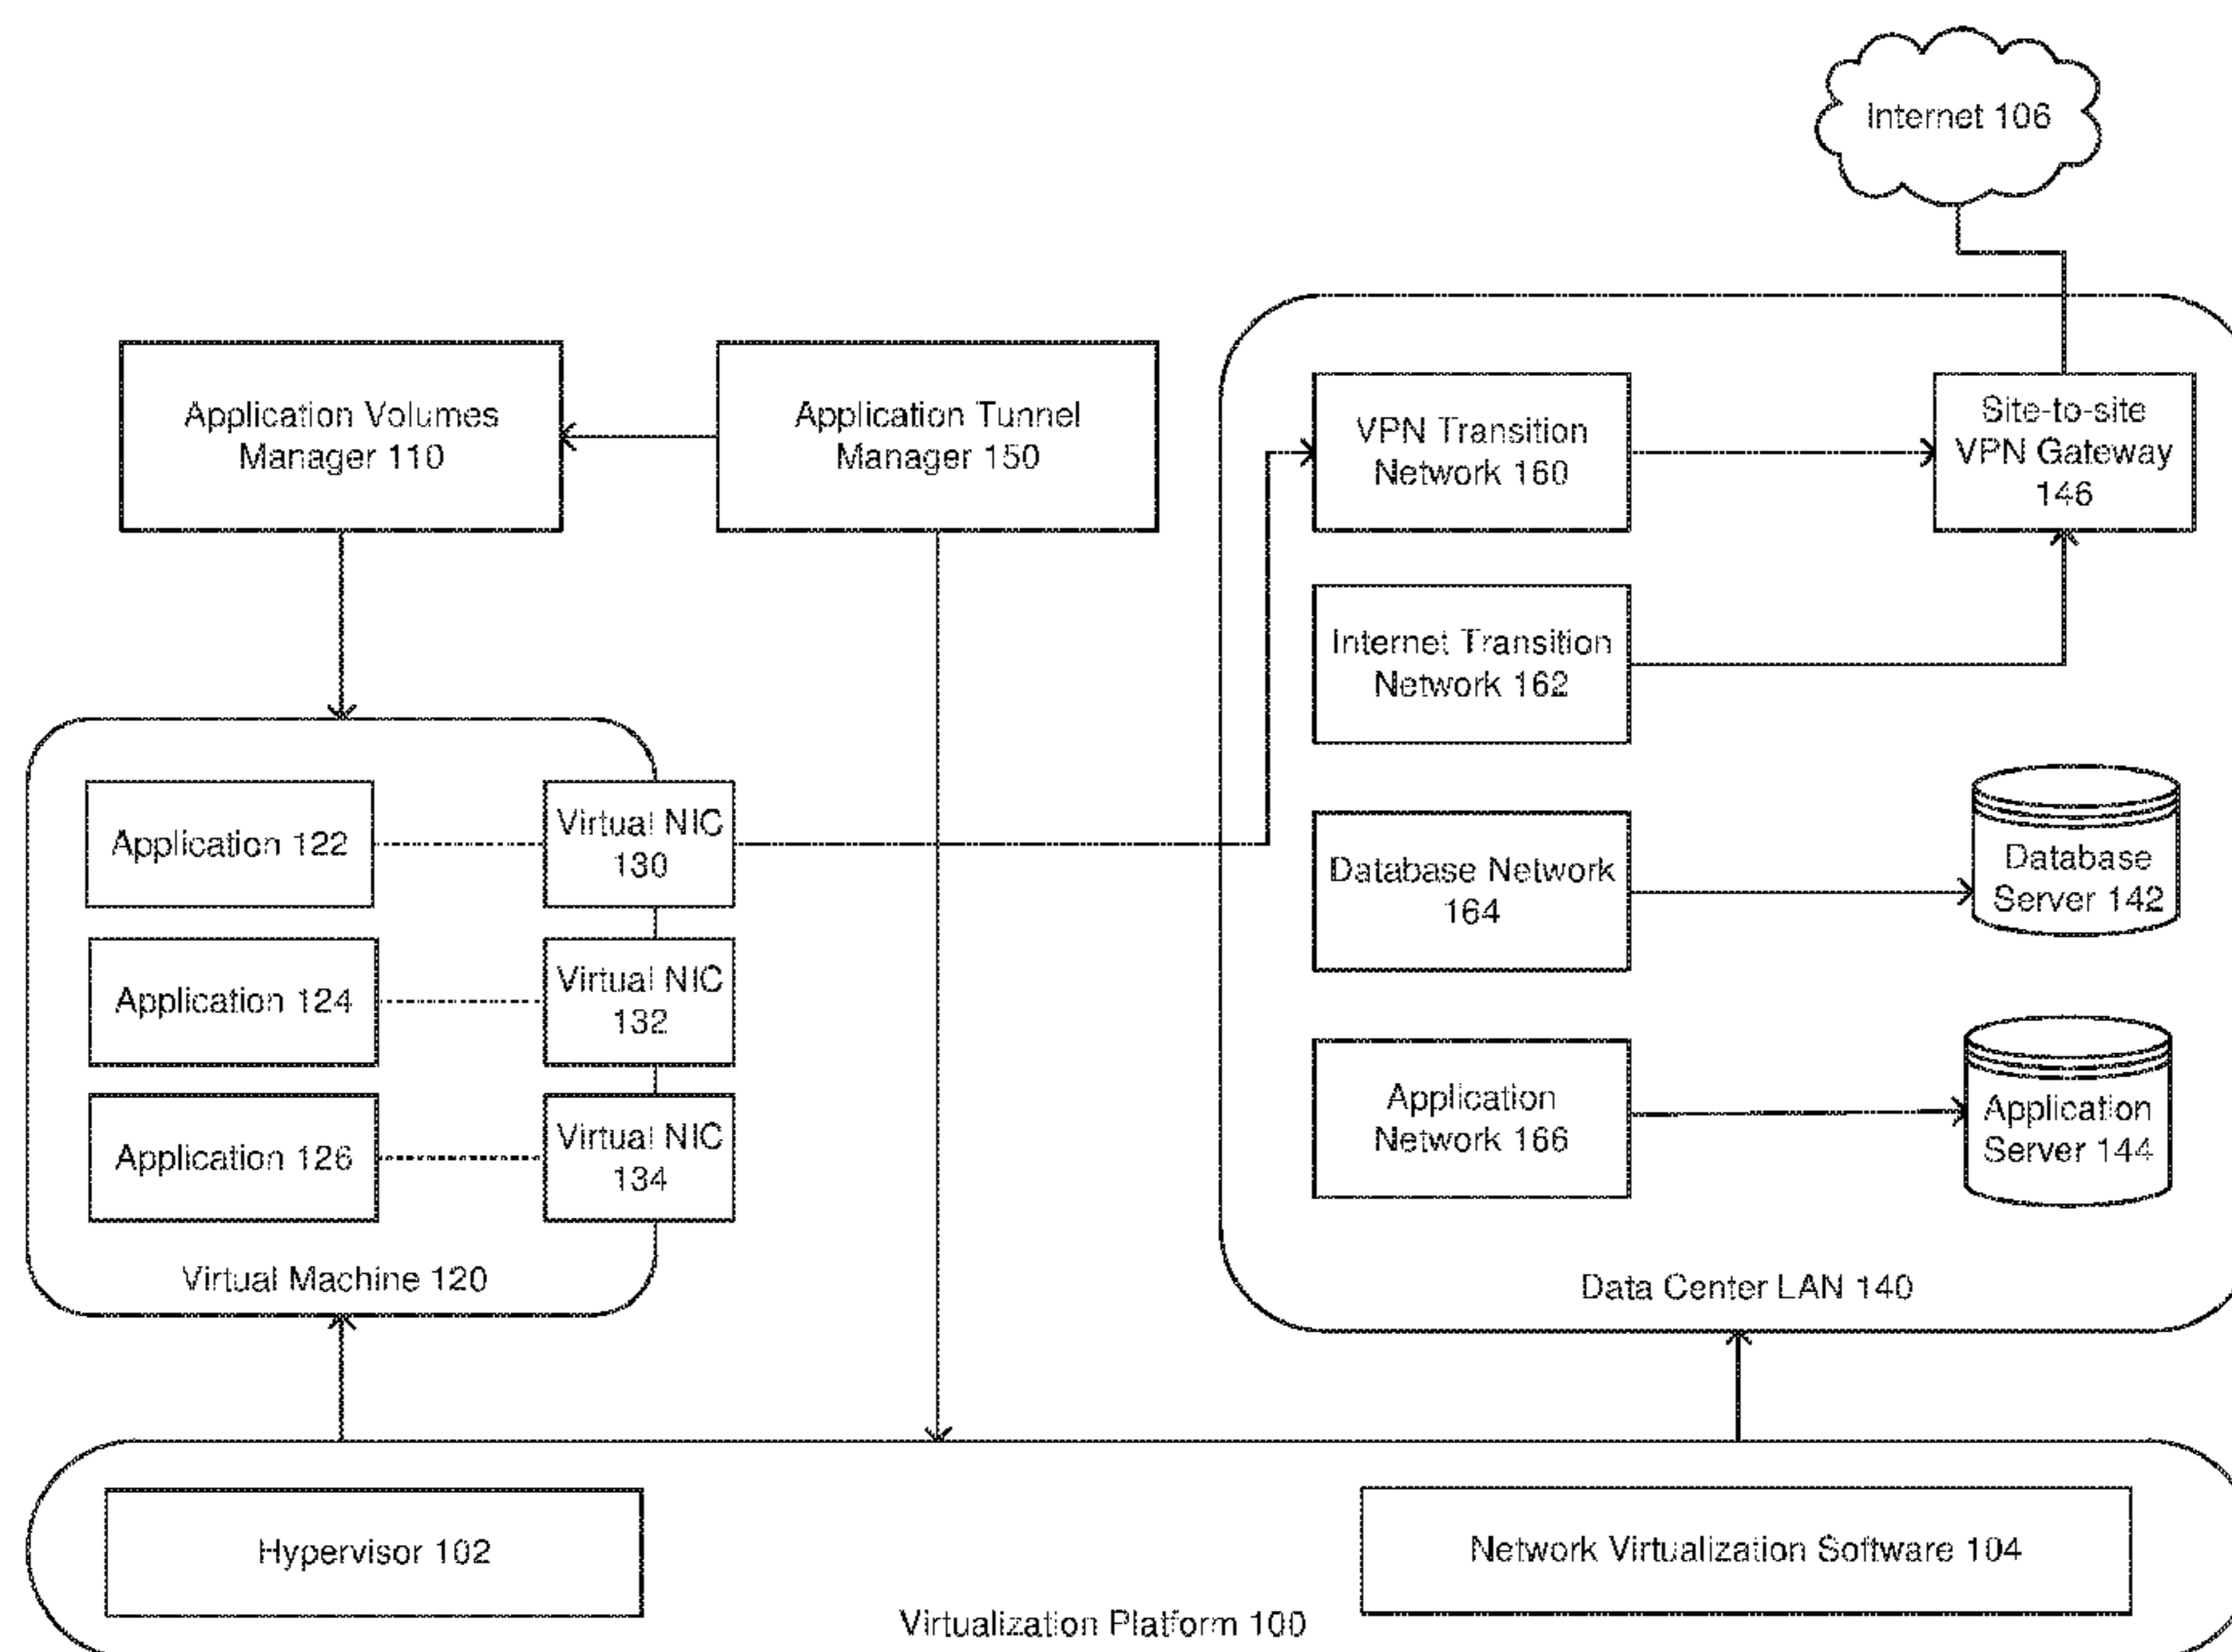 Internet 106
Application Volumes
Manager 110
Application Tunnel
Manager 150
VPN Transition
Network 160
Site-to-site
VPN Gateway
146
Internet Transition
Network 162
Application 122
Virtual NIC
130
Database Network
164
Database
Server 142
Application 124
Virtual NIC
132
Application 126
Virtual NIC
134
Application
Network 166
Application
Server 144
Virtual Machine 120
Data Center LAN 140
Hypervisor 102
Network Virtualization Software 104
Virtualization Platform 100